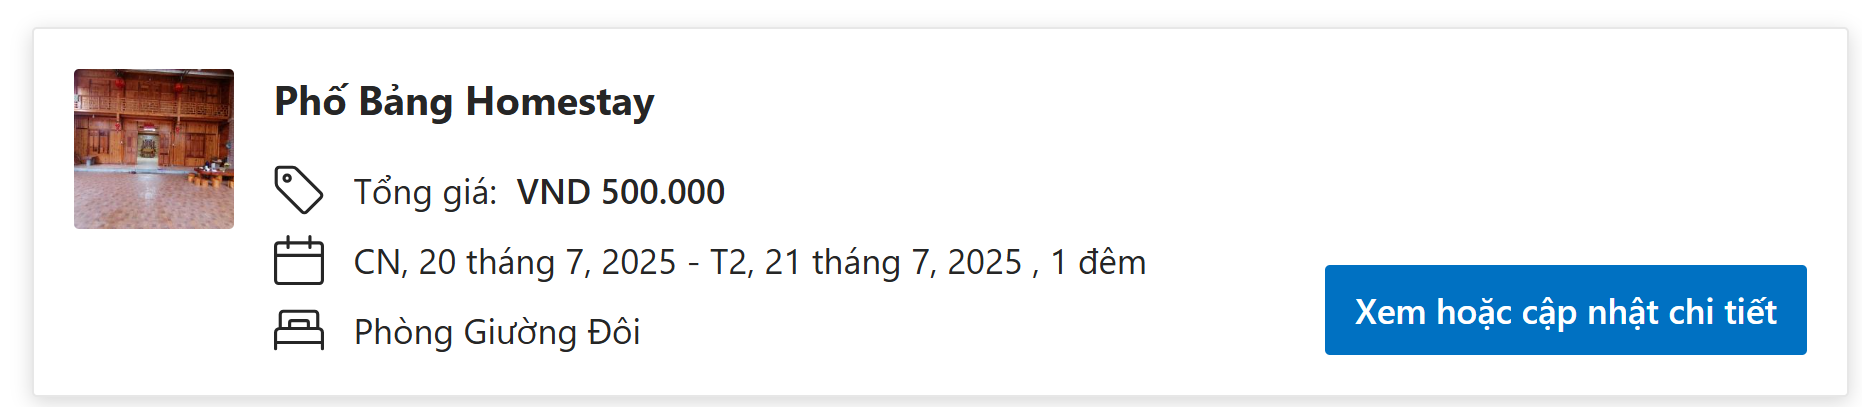 Phố Bảng Homestay
Tổng giá: VND 500.000
CN, 20 tháng 7, 2025 - T2, 21 tháng 7, 2025 , 1 đêm
Phòng Giường Đôi
Xem hoặc cập nhật chi tiết